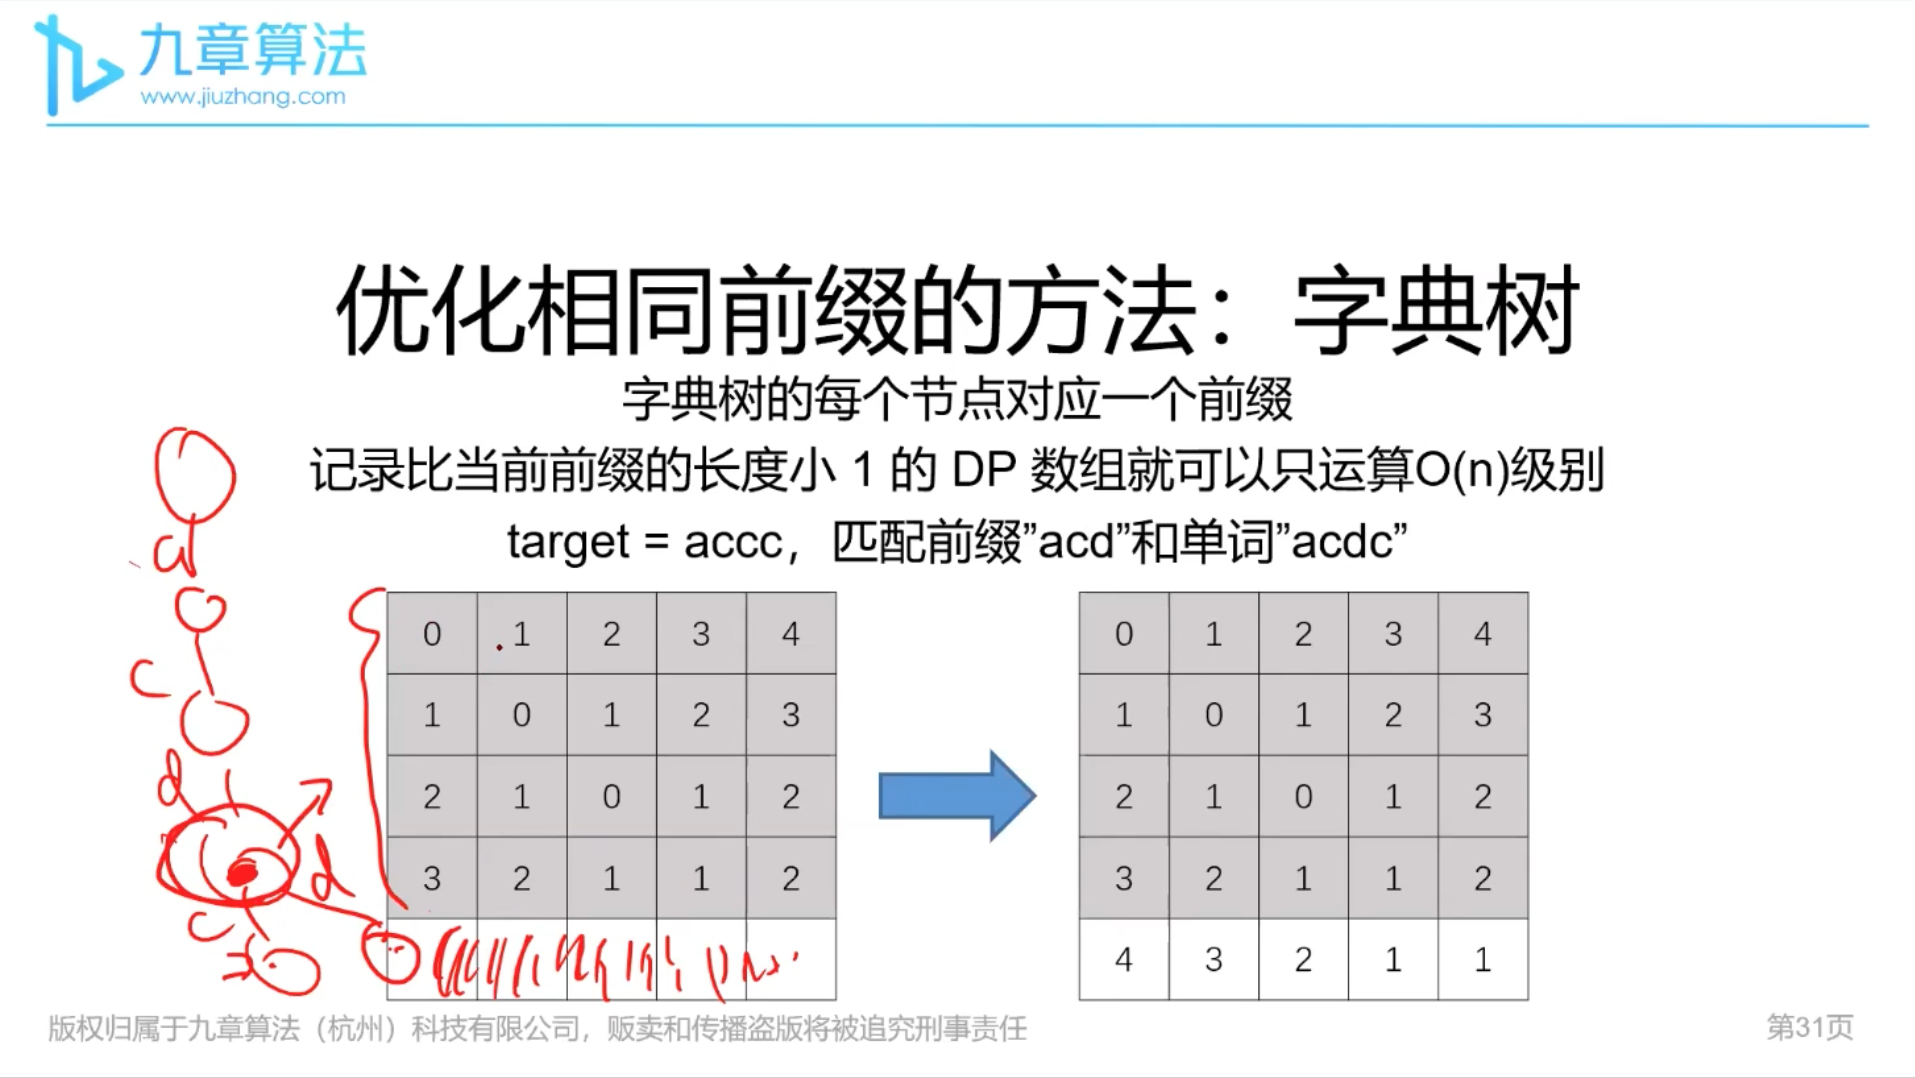 九章算法
www.jiuzhang.com
优化相同前缀的方法：字典树
字典树的每个节点对应一个前缀
记录比当前前缀的长度小 1 的 DP 数组就可以只运算O(n)级别
target = accc，匹配前缀”acd”和单词”acdc”
a
c
d
d
c
0 1 2 3 4
1 0 1 2 3
2 1 0 1 2
3 2 1 1 2
0 1 2 3 4
1 0 1 2 3
2 1 0 1 2
3 2 1 1 2
4 3 2 1 1
版权归属于九章算法（杭州）科技有限公司，贩卖和传播盗版将被追究刑事责任
第31页